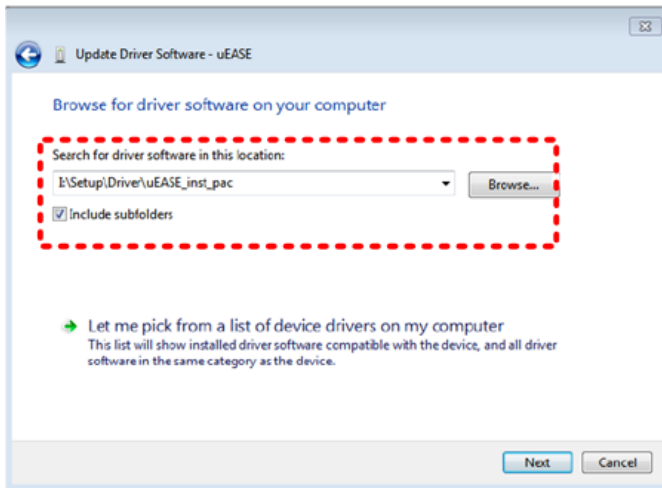 Update Driver Software - uEASE
Browse for driver software on your computer
Search for driver software in this location:
I:\Setup\Driver\uEASE_inst_pac
Browse...
Include subfolders
Let me pick from a list of device drivers on my computer
This list will show installed driver software compatible with the device, and all driver
software in the same category as the device.
Next
Cancel